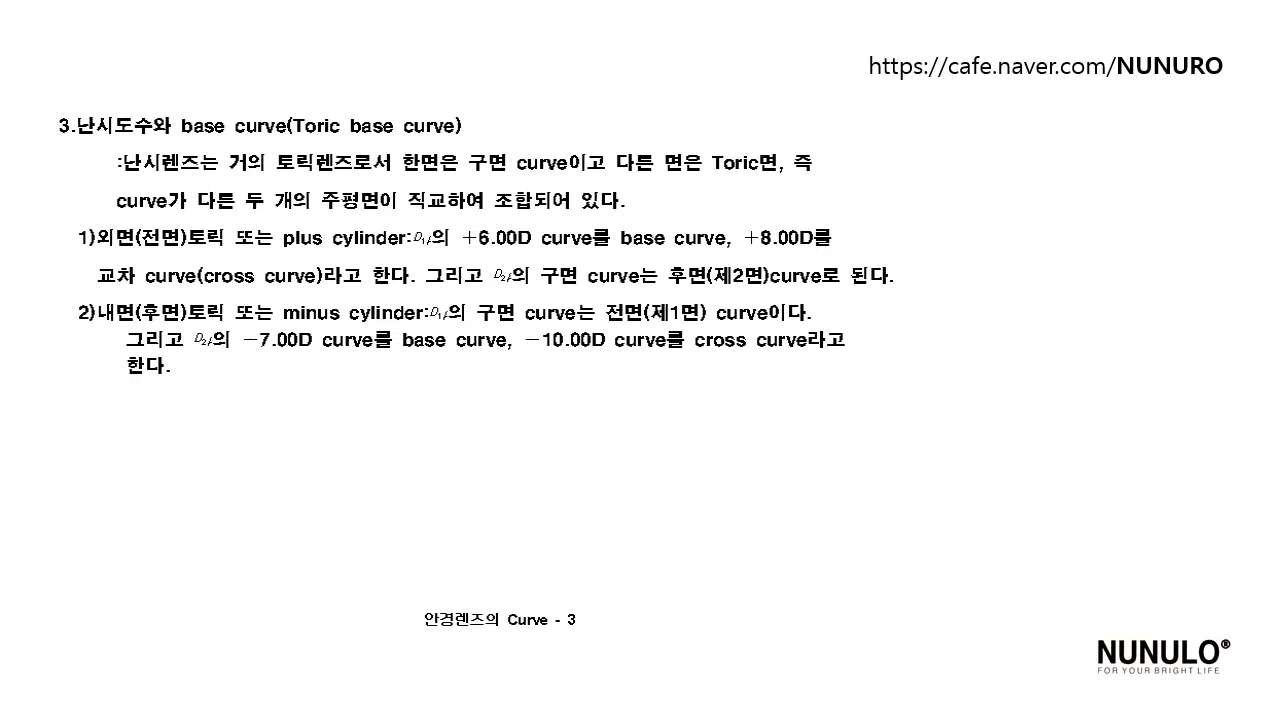 https://cafe.naver.com/NUNURO
3.난시도수와 base curve(Toric base curve)
:난시렌즈는 거의 토릭렌즈로서 한면은 구면 curve이고 다른 면은 Toric면, 즉
curve가 다른 두 개의 주평면이 직교하여 조합되어 있다.
1)외면(전면)토릭 또는 plus cylinder:의 +6.00D curve를 base curve, +8.00D를
교차 curve(cross curve)라고 한다. 그리고 의 구면 curve는 후면(제2면)curve로 된다.
2)내면(후면)토릭 또는 minus cylinder:의 구면 curve는 전면(제1면) curve이다.
그리고 의 -7.00D curve를 base curve, -10.00D curve를 cross curve라고
한다.
안경렌즈의 Curve - 3
NUNULO®
FOR YOUR BRIGHT LIFE